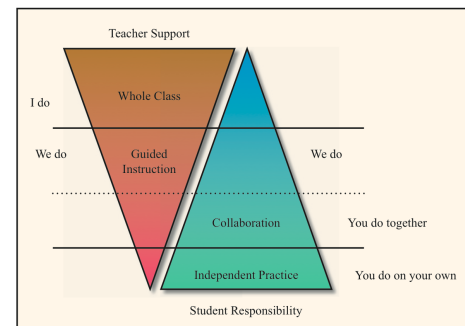 Teacher Support
Whole Class
I do
We do
Guided
Instruction
We do
Collaboration
You do together
Independent Practice
You do on your own
Student Responsibility